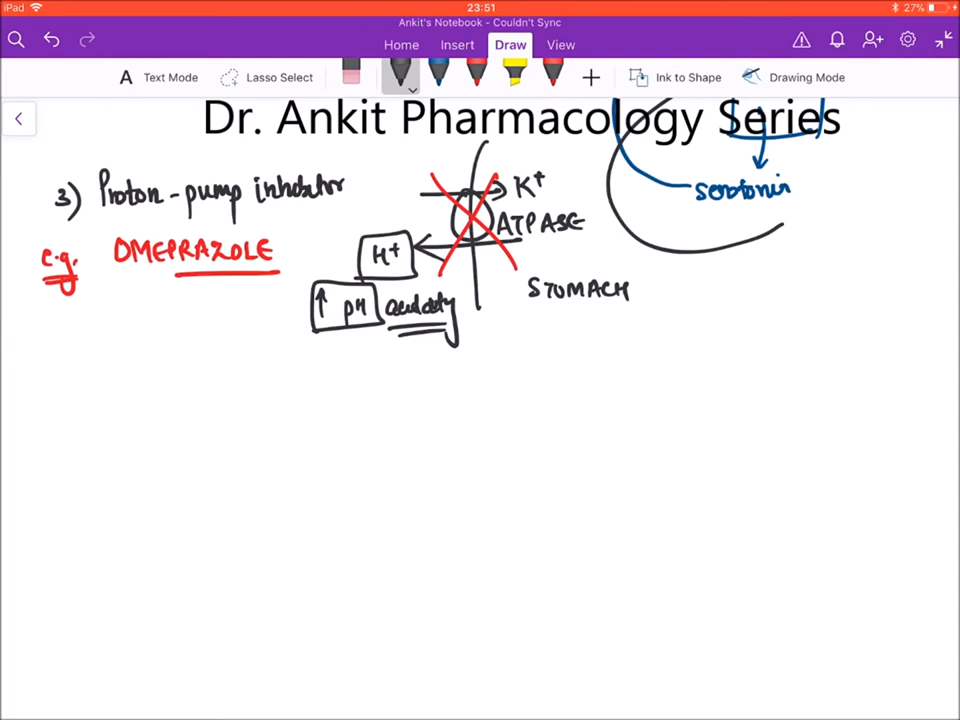 iPad 23:51 27%
Ankit's Notebook - Couldn't Sync
Home Insert Draw View
Text Mode Lasso Select Ink to Shape Drawing Mode
Dr. Ankit Pharmacology Series
serotonin
3) Proton-pump inhibitor
K+
ATPASE
e.g. OMEPRAZOLE
H+
STOMACH
↑ pH